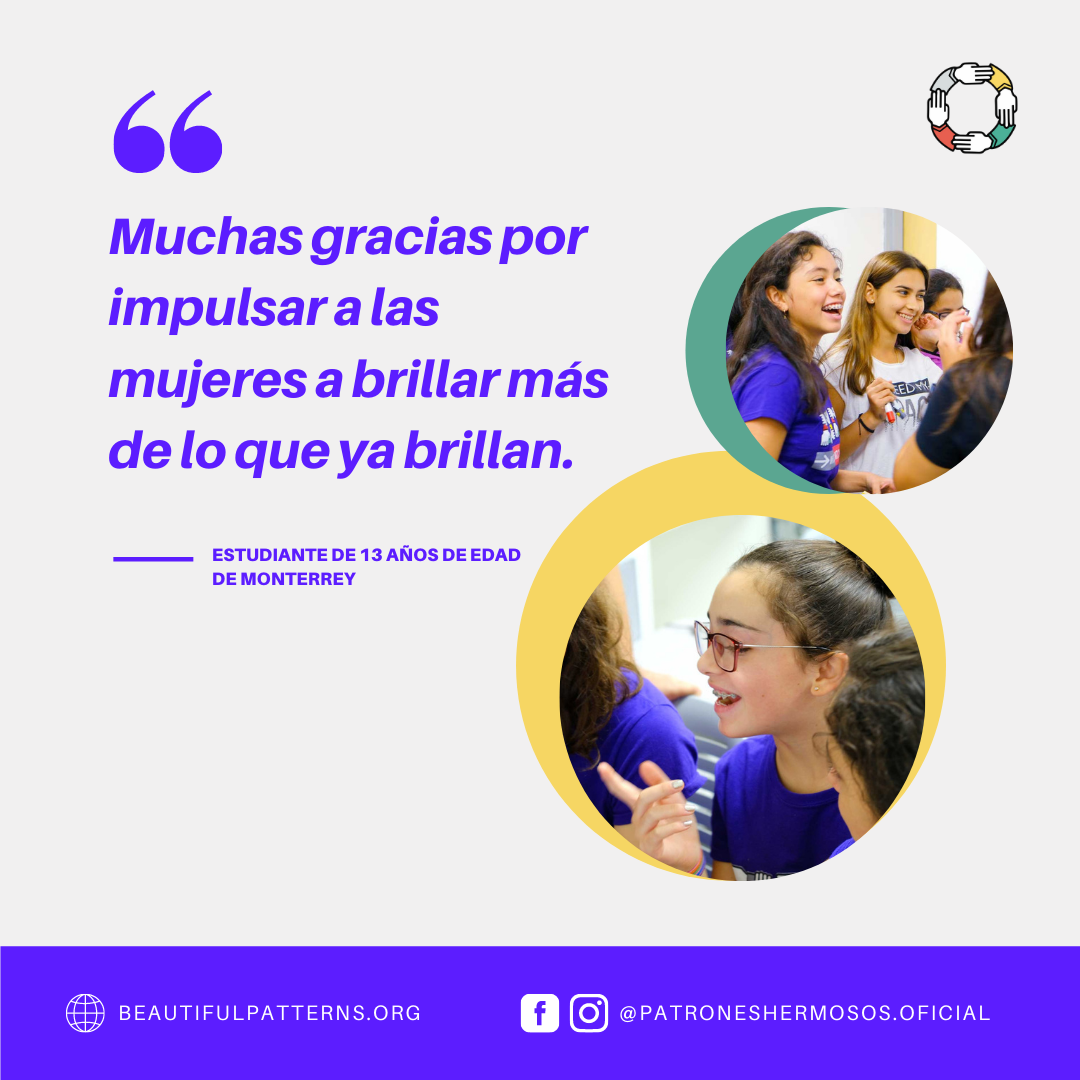 Muchas gracias por
impulsar a las
mujeres a brillar más
de lo que ya brillan.
ESTUDIANTE DE 13 AÑOS DE EDAD
DE MONTERREY
BEAUTIFULPATTERNS.ORG
@PATRONESHERMOSOS.OFICIAL